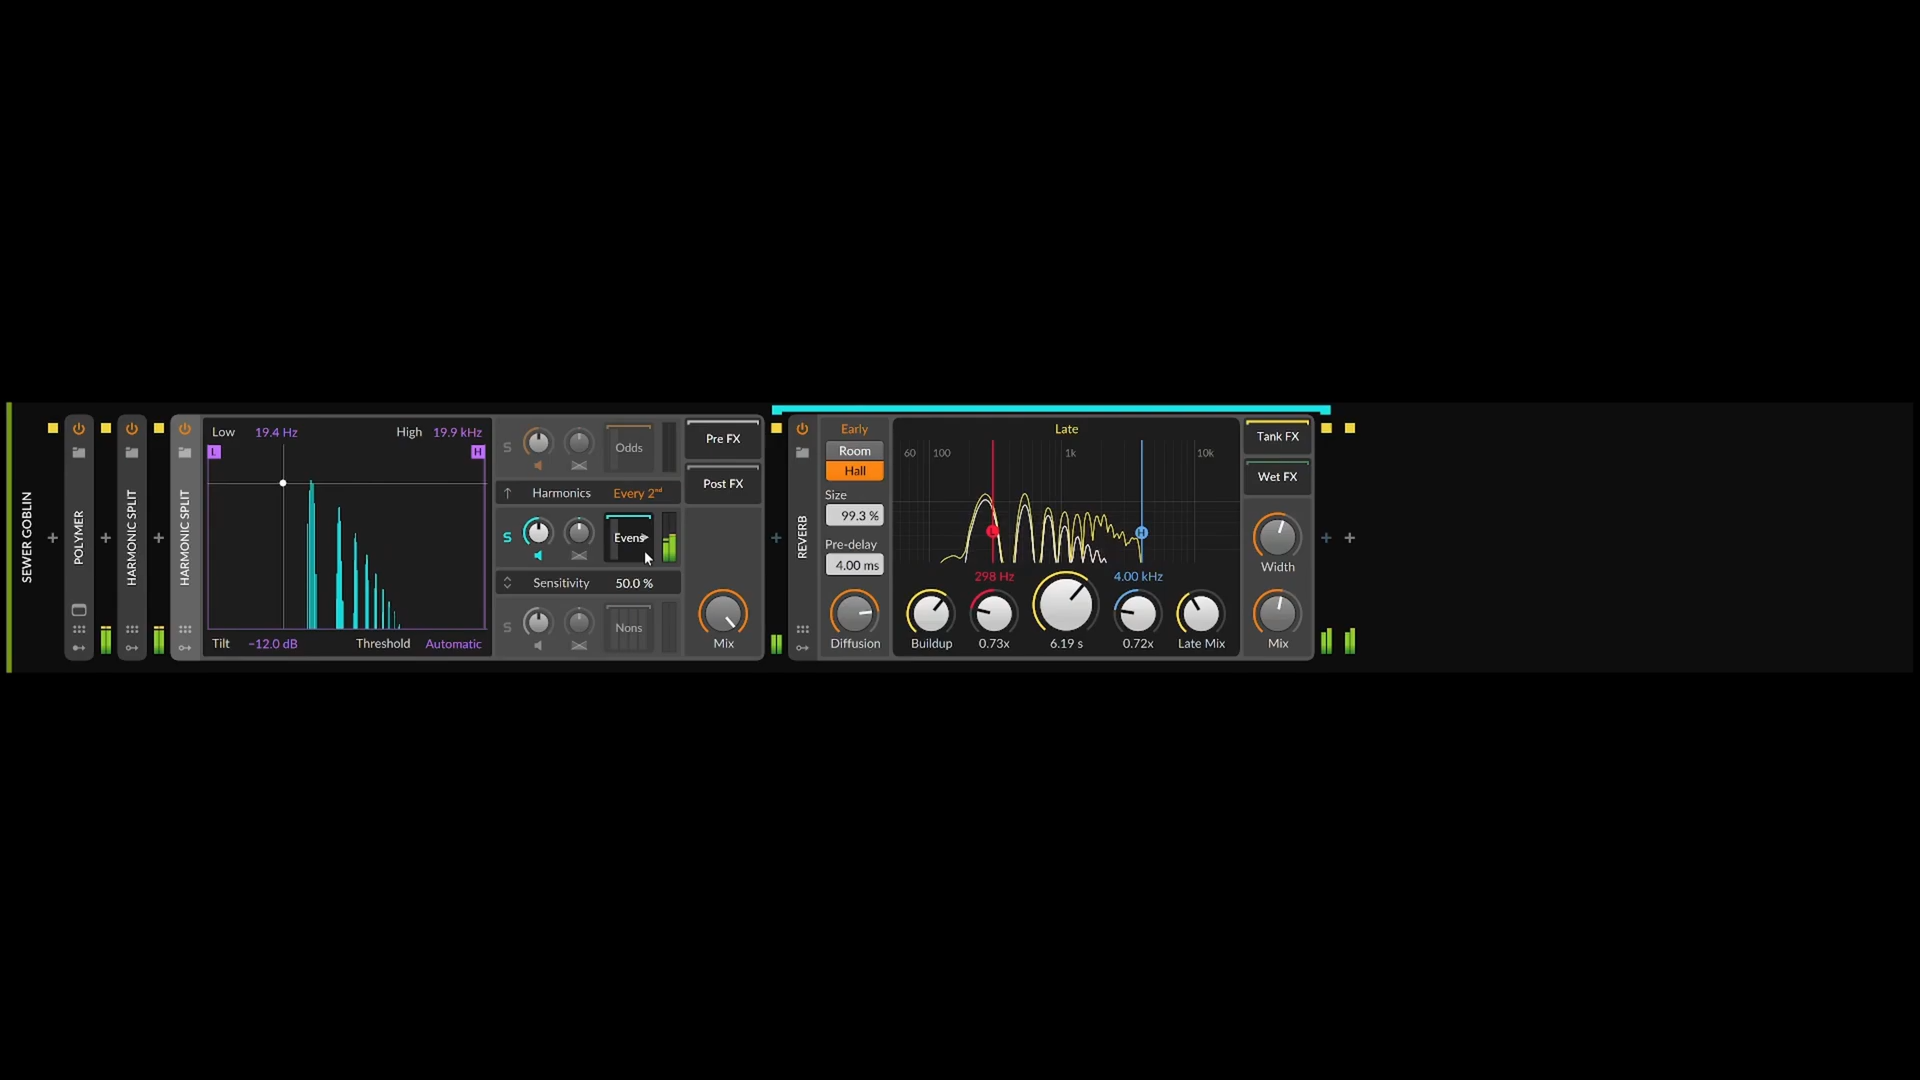 SEWER GOBLIN
POLYMER
HARMONIC SPLIT
HARMONIC SPLIT
Low 19.4 Hz High 19.9 kHz
L H
Tilt −12.0 dB Threshold Automatic
S Odds
↑ Harmonics Every 2nd
S Evens
Sensitivity 50.0 %
S Nons
Pre FX
Post FX
Mix
REVERB
Early
Room
Hall
Size
99.3 %
Pre-delay
4.00 ms
Diffusion
Late
60 100 1k 10k
L H
298 Hz 4.00 kHz
Buildup 0.73x 6.19 s 0.72x Late Mix
Tank FX
Wet FX
Width
Mix